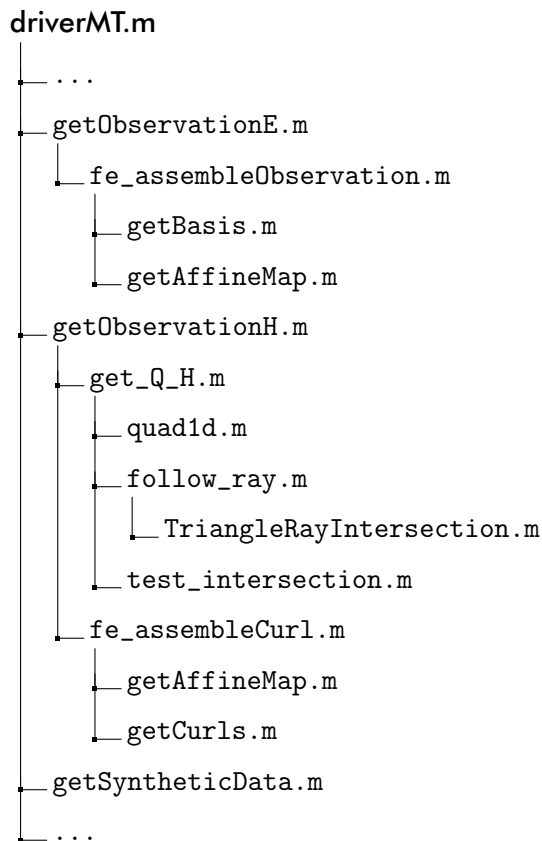 driverMT.m
...
getObservationE.m
fe_assembleObservation.m
getBasis.m
getAffineMap.m
getObservationH.m
get_Q_H.m
quad1d.m
follow_ray.m
TriangleRayIntersection.m
test_intersection.m
fe_assembleCurl.m
getAffineMap.m
getCurls.m
getSyntheticData.m
...